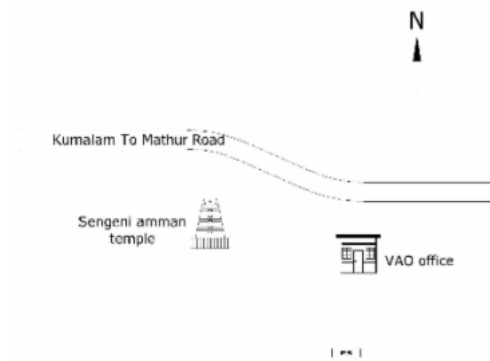 N
Kumalam To Mathur Road
Sengeni amman
temple
VAO office